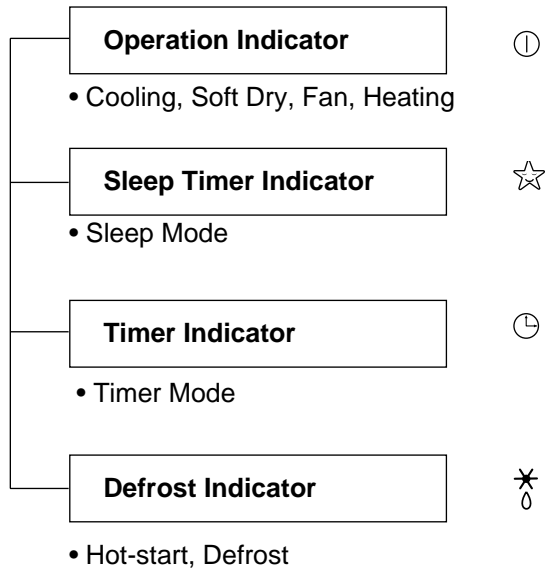 Operation Indicator
• Cooling, Soft Dry, Fan, Heating
Sleep Timer Indicator
• Sleep Mode
Timer Indicator
• Timer Mode
Defrost Indicator
• Hot-start, Defrost